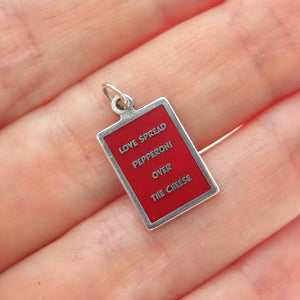 LOVE SPREAD
PEPPERONI
OVER
THE CHEESE